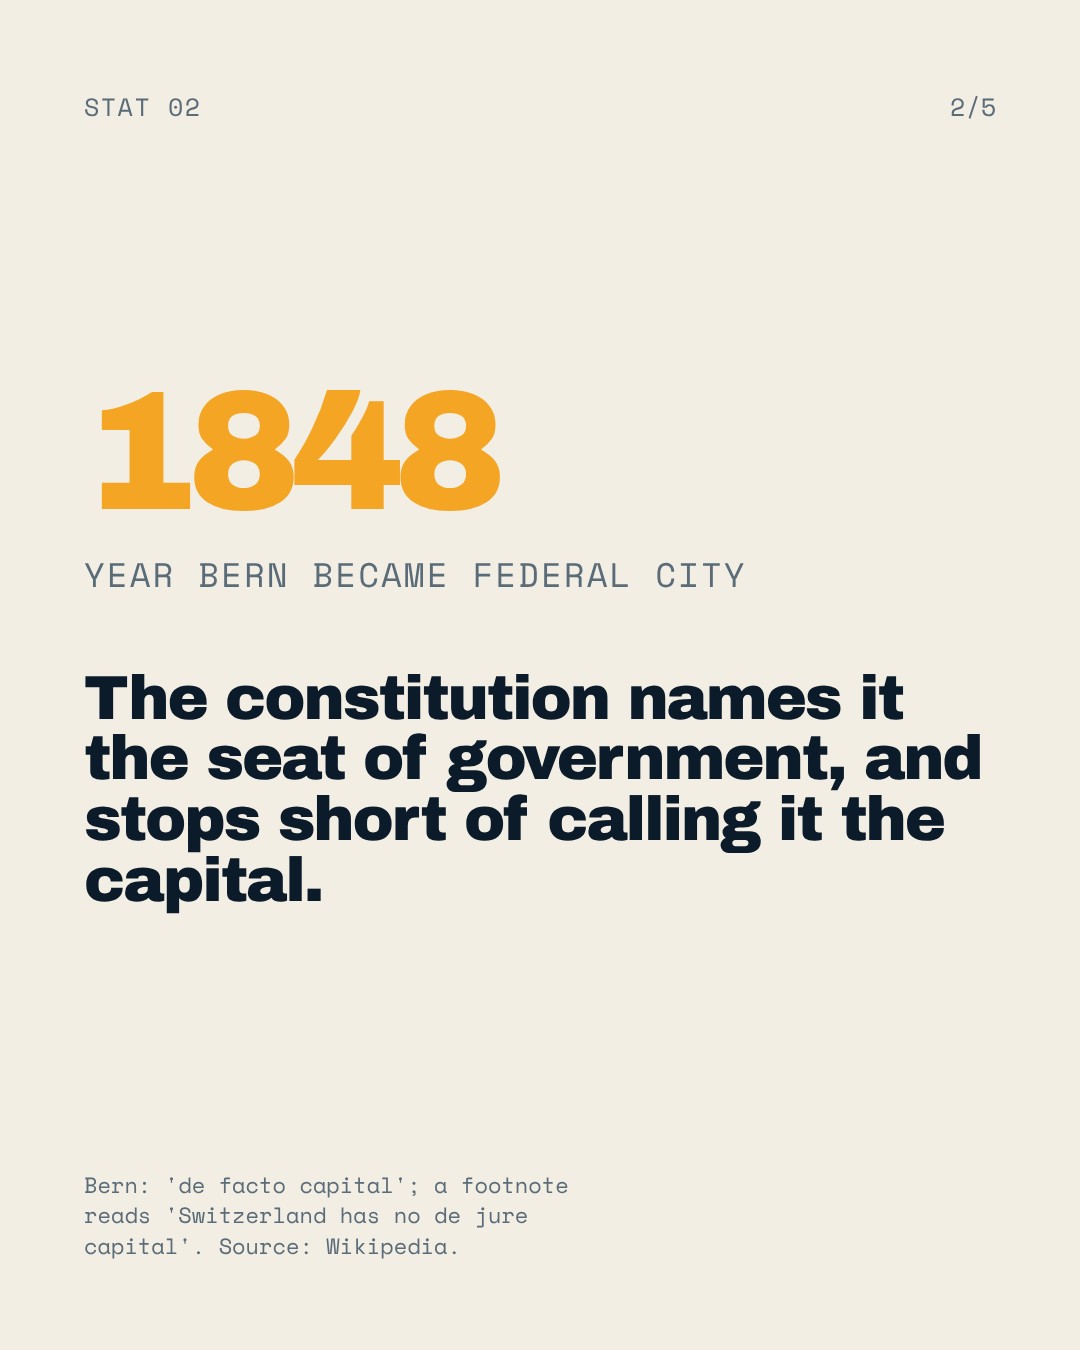 STAT 02
2/5
1848
YEAR BERN BECAME FEDERAL CITY
The constitution names it
the seat of government, and
stops short of calling it the
capital.
Bern: 'de facto capital'; a footnote
reads 'Switzerland has no de jure
capital'. Source: Wikipedia.